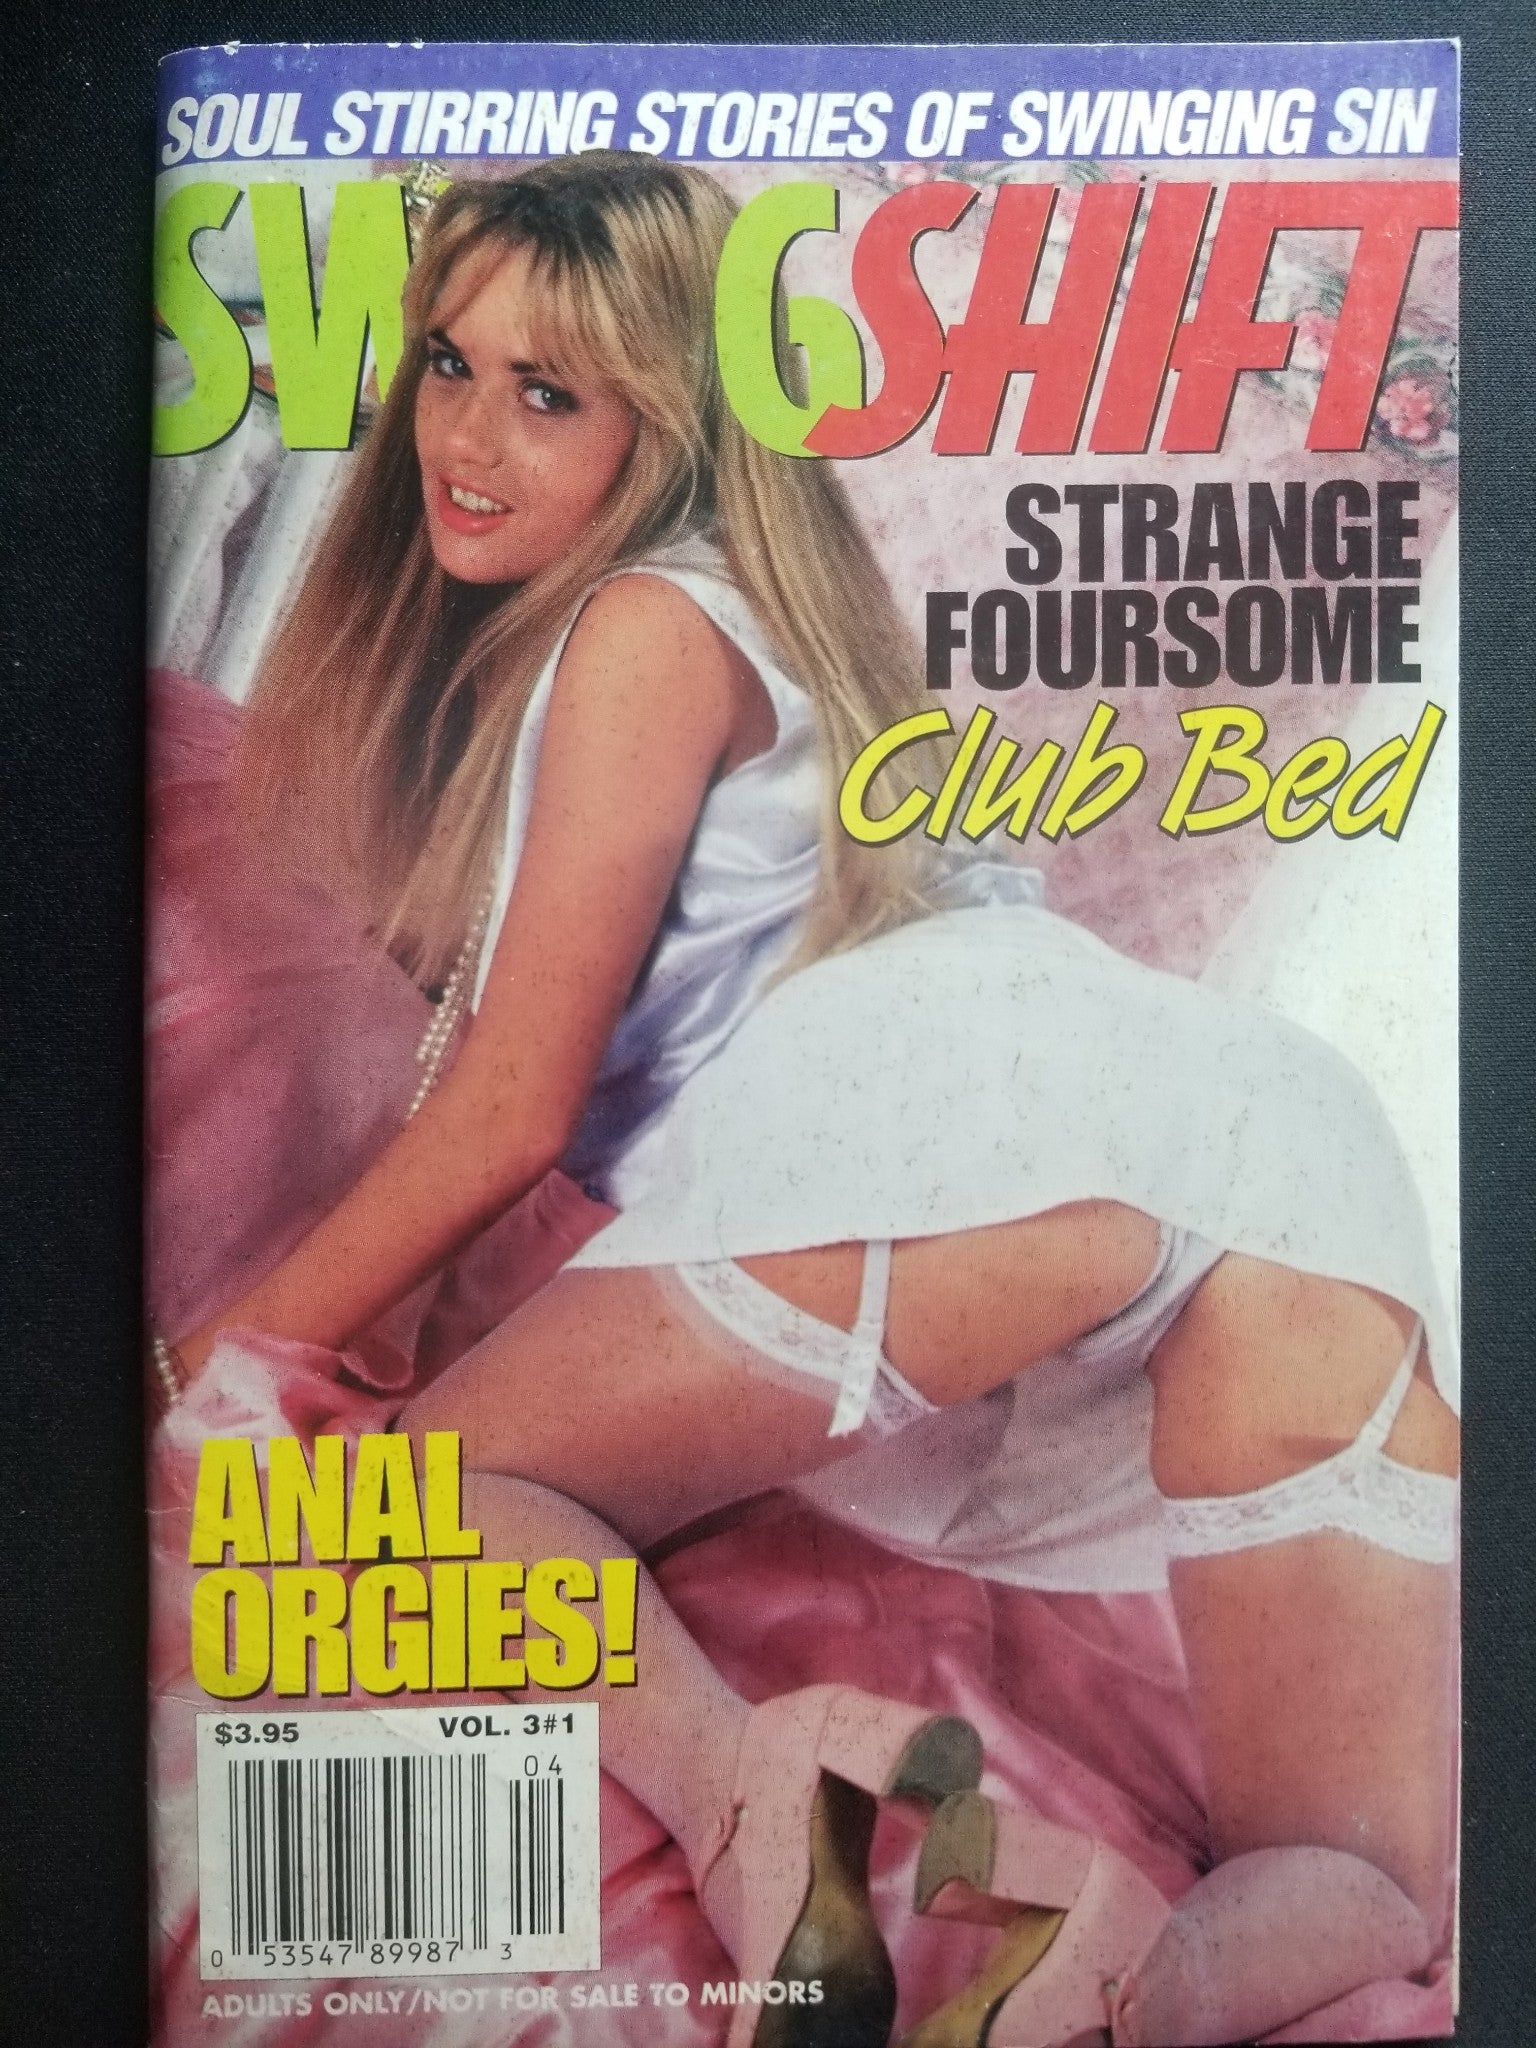 SOUL STIRRING STORIES OF SWINGING SIN
SW GSHIFT
STRANGE
FOURSOME
Club Bed
ANAL
ORGIES!
$3.95 VOL. 3#1
04
0 53547 89987 3
ADULTS ONLY/NOT FOR SALE TO MINORS